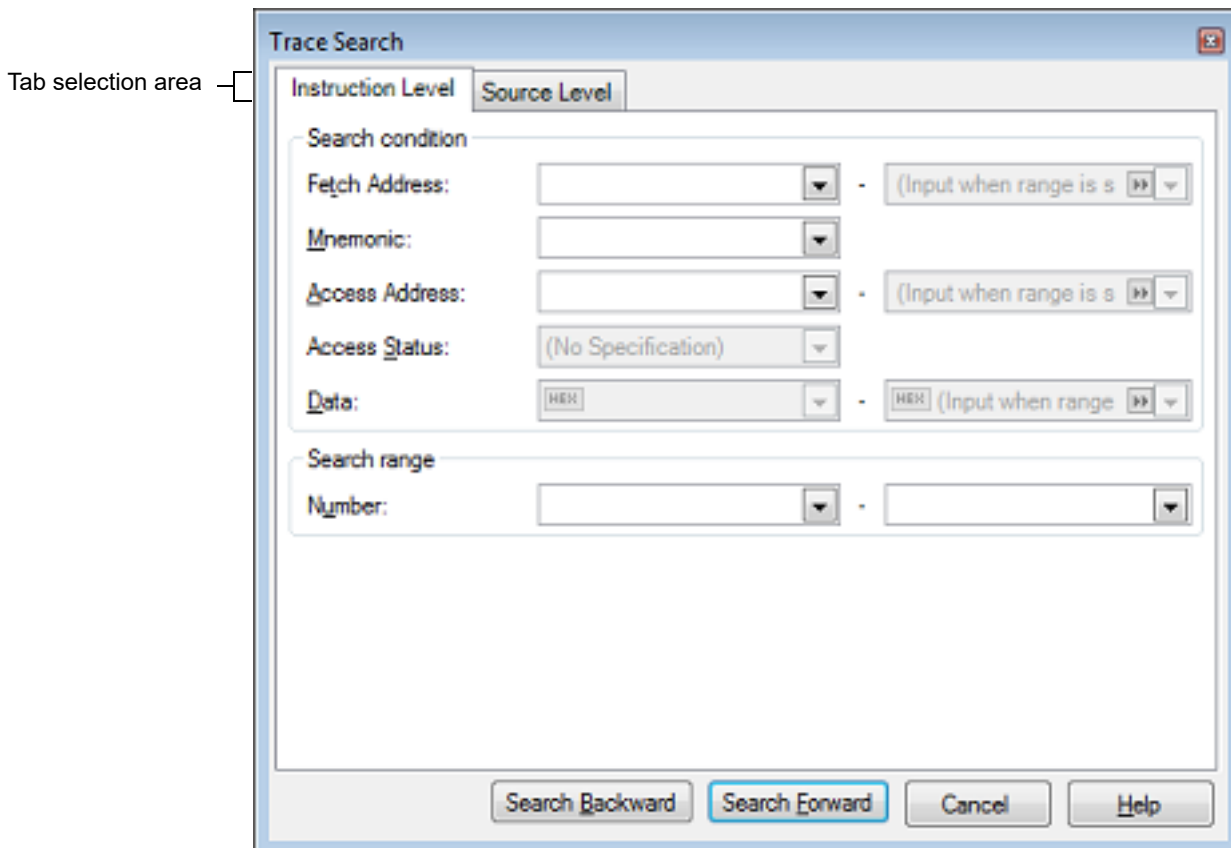 Trace Search
Tab selection area
Instruction Level Source Level
Search condition
Fetch Address: - (Input when range is s
Mnemonic:
Access Address: - (Input when range is s
Access Status: (No Specification)
Data: HEX - HEX (Input when range
Search range
Number: -
Search Backward Search Forward Cancel Help